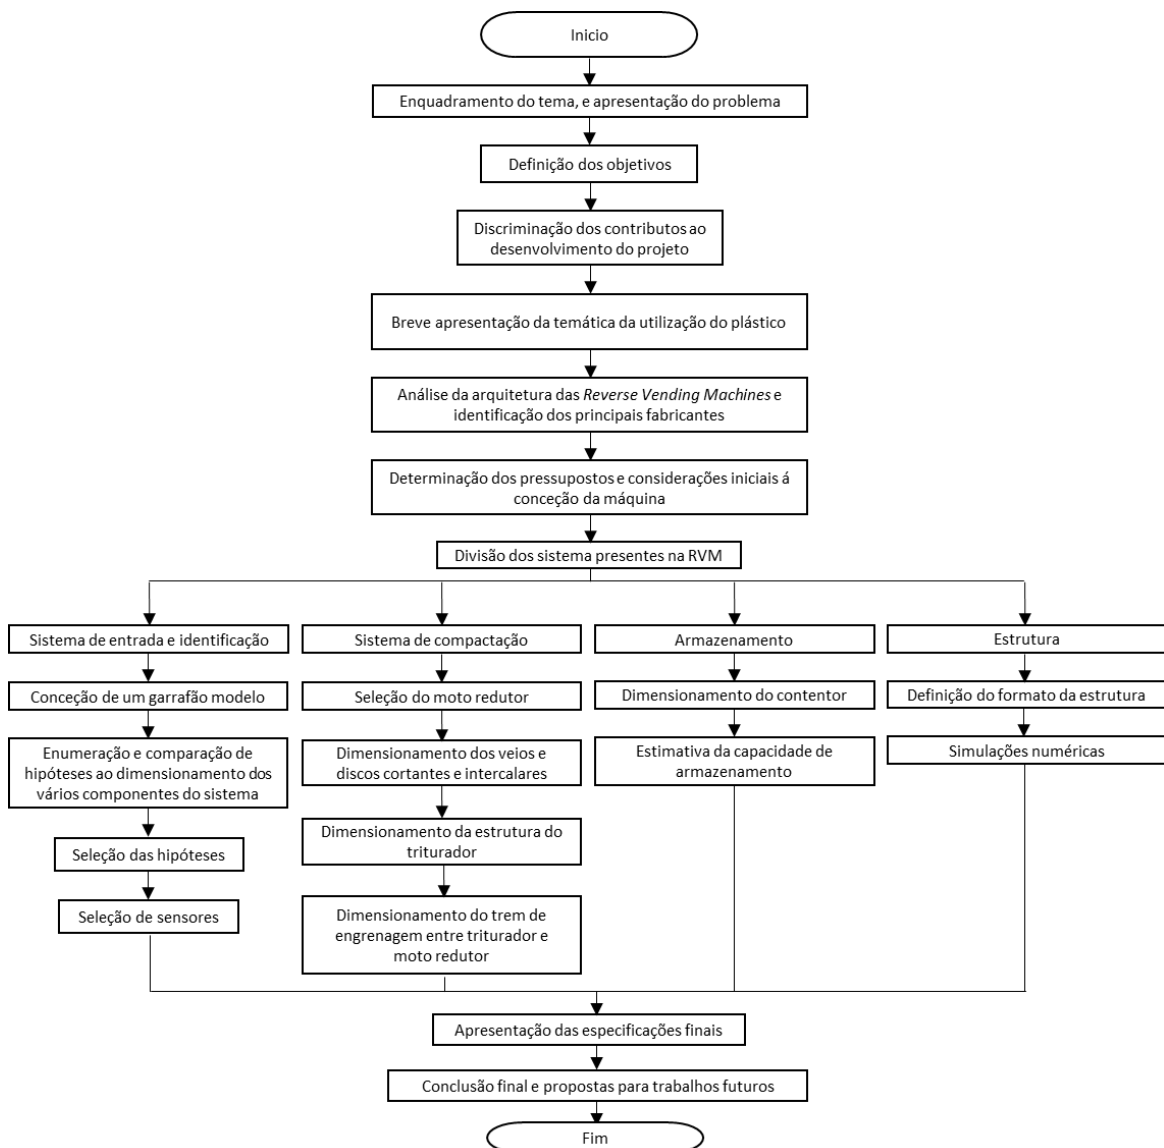 Inicio
Enquadramento do tema, e apresentação do problema
Definição dos objetivos
Discriminação dos contributos ao
desenvolvimento do projeto
Breve apresentação da temática da utilização do plástico
Análise da arquitetura das Reverse Vending Machines e
identificação dos principais fabricantes
Determinação dos pressupostos e considerações iniciais á
conceção da máquina
Divisão dos sistema presentes na RVM
Sistema de entrada e identificação
Conceção de um garrafão modelo
Enumeração e comparação de
hipóteses ao dimensionamento dos
vários componentes do sistema
Seleção das hipóteses
Seleção de sensores
Sistema de compactação
Seleção do moto redutor
Dimensionamento dos veios e
discos cortantes e intercalares
Dimensionamento da estrutura do
triturador
Dimensionamento do trem de
engrenagem entre triturador e
moto redutor
Armazenamento
Dimensionamento do contentor
Estimativa da capacidade de
armazenamento
Estrutura
Definição do formato da estrutura
Simulações numéricas
Apresentação das especificações finais
Conclusão final e propostas para trabalhos futuros
Fim